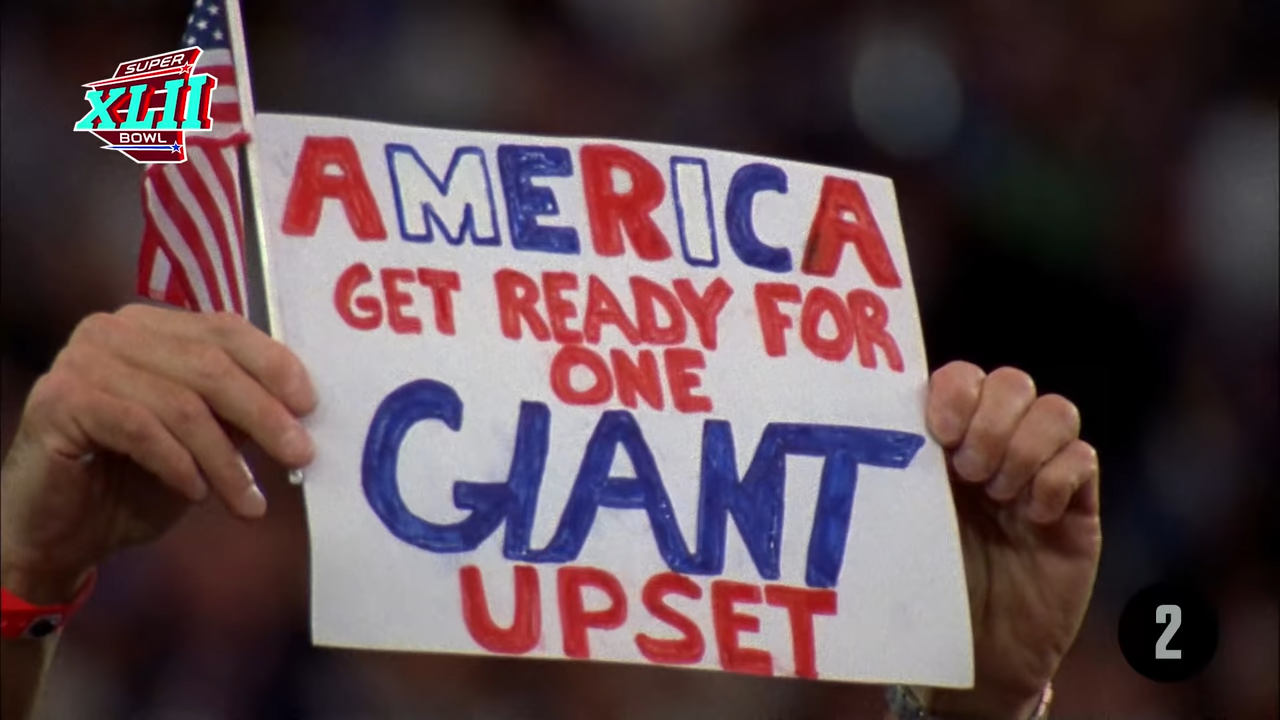 SUPER
XLII
BOWL
AMERICA
GET READY FOR
ONE
GIANT
UPSET
2